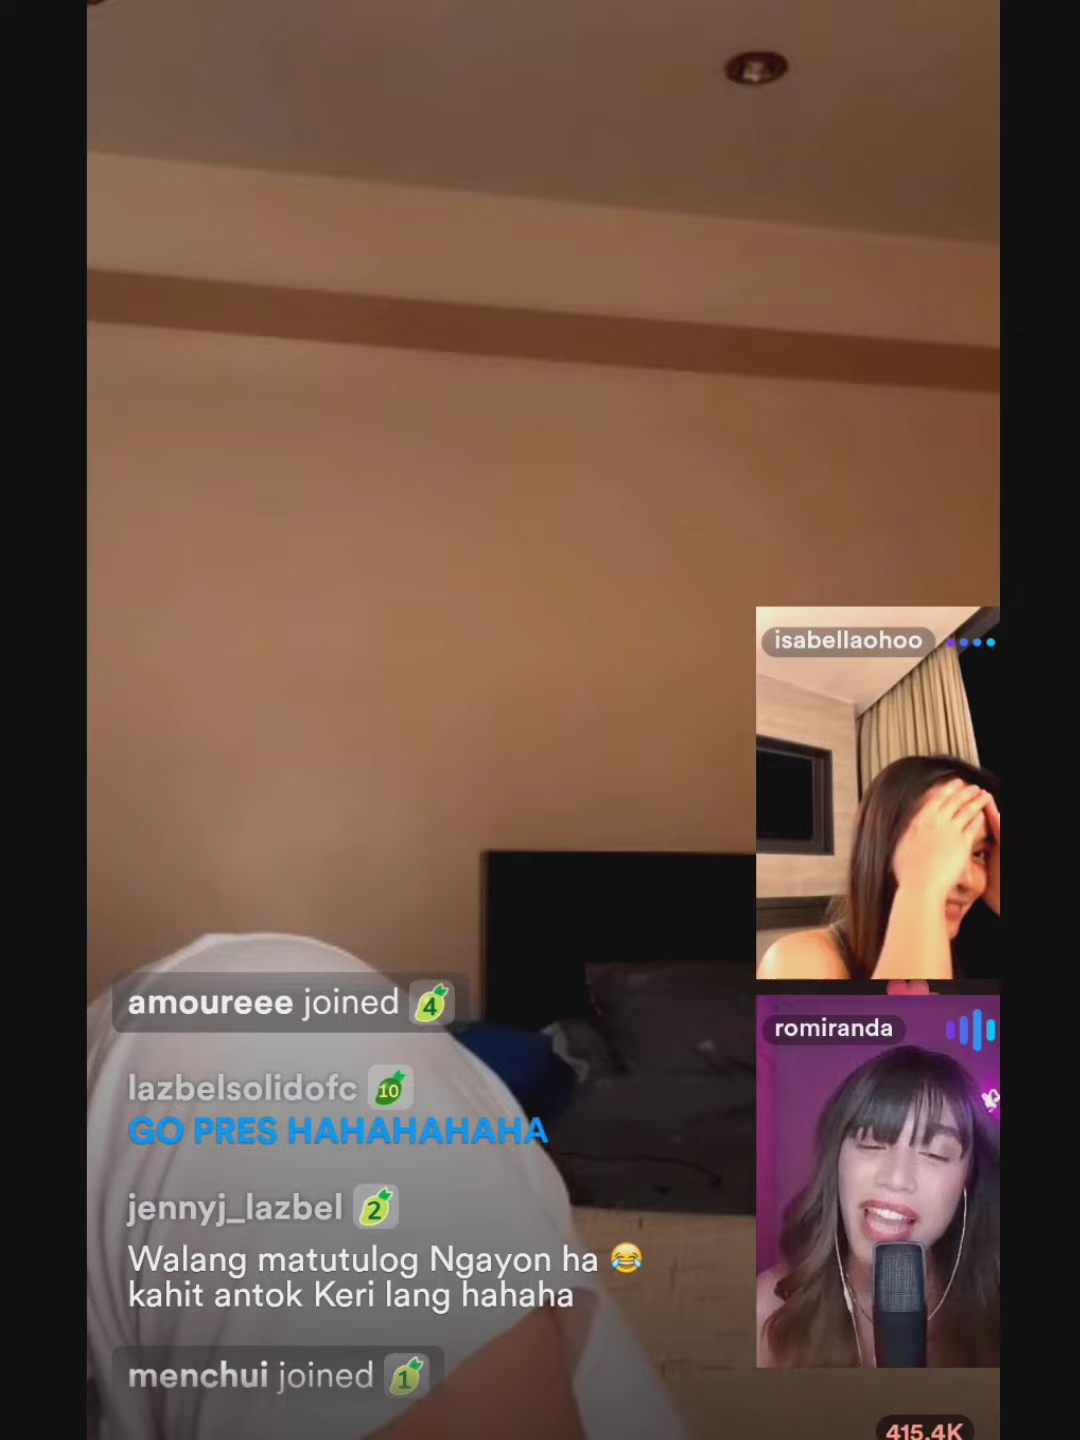 isabellaohoo
amoureee joined 4
romiranda
lazbelsolidofc 10
GO PRES HAHAHAHAHA
jennyj_lazbel 2
Walang matutulog Ngayon ha 😂
kahit antok Keri lang hahaha
menchui joined 1
415.4K